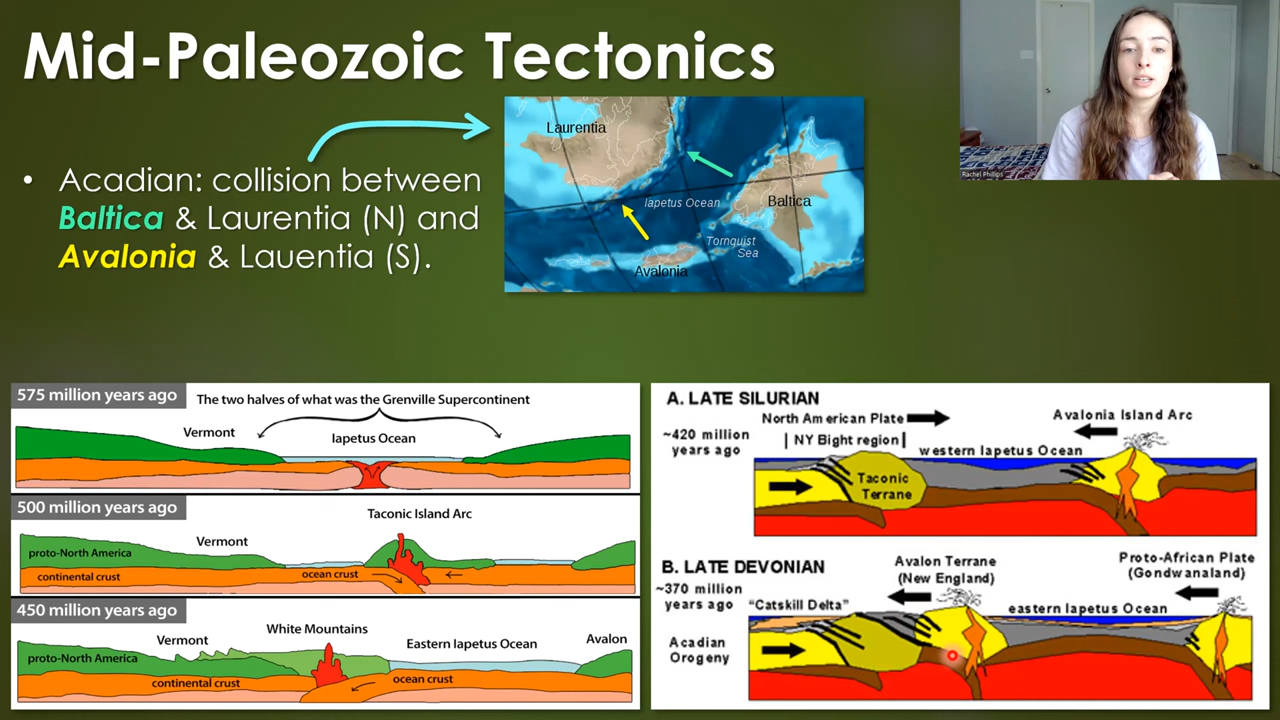 Mid-Paleozoic Tectonics
• Acadian: collision between
Baltica & Laurentia (N) and
Avalonia & Lauentia (S).
Laurentia
Iapetus Ocean
Baltica
Tornquist
Sea
Avalonia
Rachel Phillips
575 million years ago
The two halves of what was the Grenville Supercontinent
Vermont
Iapetus Ocean
500 million years ago
Taconic Island Arc
Vermont
proto-North America
continental crust
ocean crust
450 million years ago
White Mountains
Vermont
Eastern Iapetus Ocean
Avalon
proto-North America
continental crust
ocean crust
A. LATE SILURIAN
North American Plate
Avalonia Island Arc
~420 million
years ago
| NY Bight region |
western Iapetus Ocean
Taconic
Terrane
B. LATE DEVONIAN
Avalon Terrane
(New England)
Proto-African Plate
(Gondwanaland)
~370 million
years ago
"Catskill Delta"
eastern Iapetus Ocean
Acadian
Orogeny